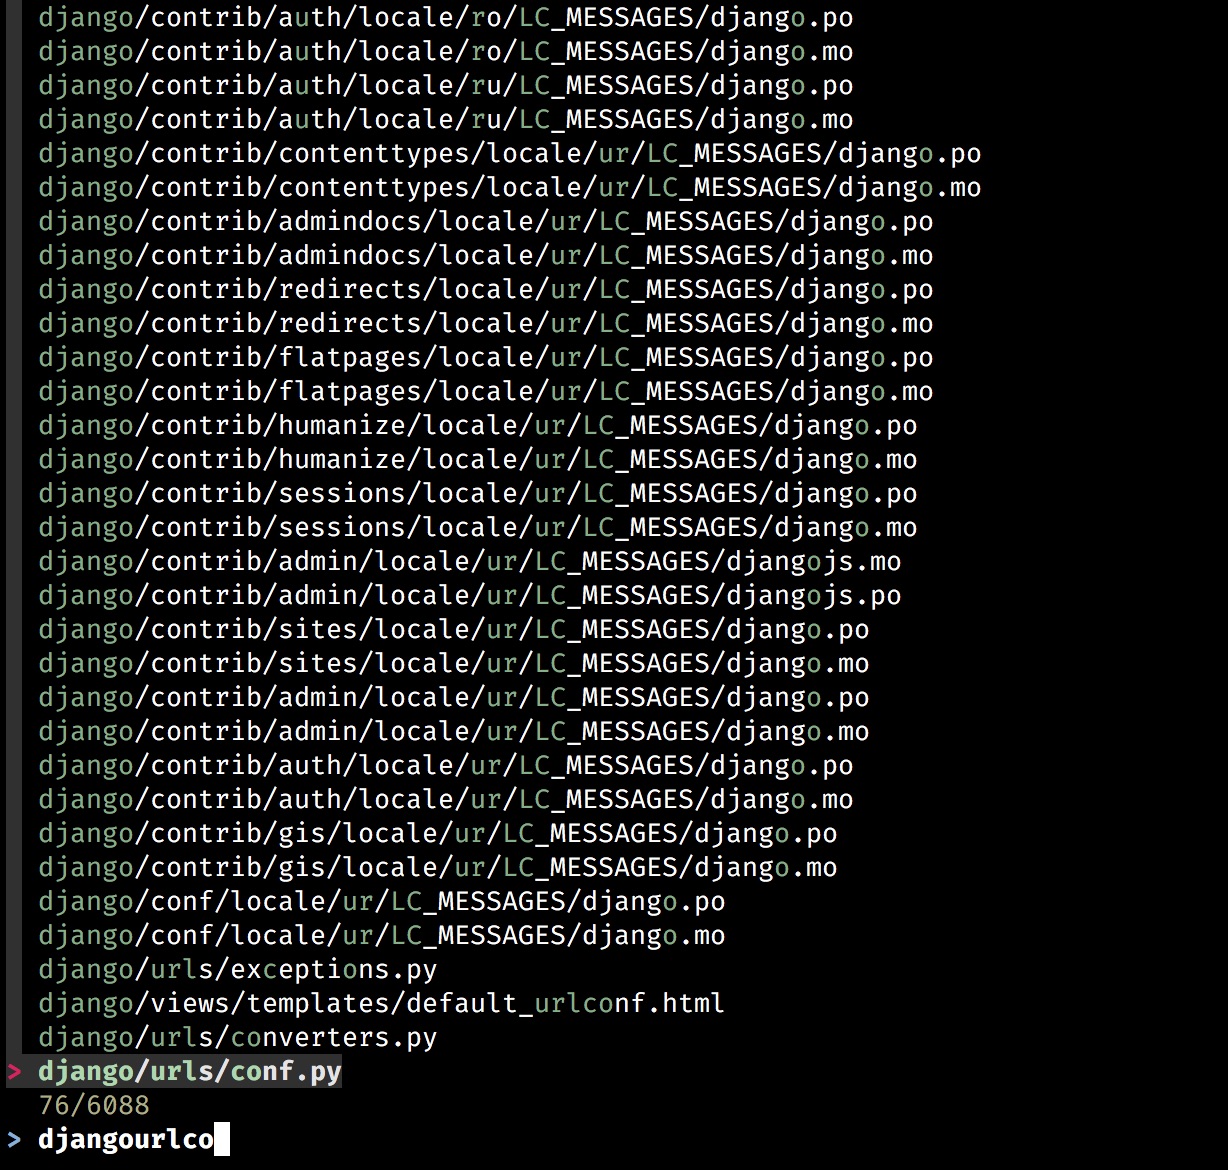 django/contrib/auth/locale/ro/LC_MESSAGES/django.po
django/contrib/auth/locale/ro/LC_MESSAGES/django.mo
django/contrib/auth/locale/ru/LC_MESSAGES/django.po
django/contrib/auth/locale/ru/LC_MESSAGES/django.mo
django/contrib/contenttypes/locale/ur/LC_MESSAGES/django.po
django/contrib/contenttypes/locale/ur/LC_MESSAGES/django.mo
django/contrib/admindocs/locale/ur/LC_MESSAGES/django.po
django/contrib/admindocs/locale/ur/LC_MESSAGES/django.mo
django/contrib/redirects/locale/ur/LC_MESSAGES/django.po
django/contrib/redirects/locale/ur/LC_MESSAGES/django.mo
django/contrib/flatpages/locale/ur/LC_MESSAGES/django.po
django/contrib/flatpages/locale/ur/LC_MESSAGES/django.mo
django/contrib/humanize/locale/ur/LC_MESSAGES/django.po
django/contrib/humanize/locale/ur/LC_MESSAGES/django.mo
django/contrib/sessions/locale/ur/LC_MESSAGES/django.po
django/contrib/sessions/locale/ur/LC_MESSAGES/django.mo
django/contrib/admin/locale/ur/LC_MESSAGES/djangojs.mo
django/contrib/admin/locale/ur/LC_MESSAGES/djangojs.po
django/contrib/sites/locale/ur/LC_MESSAGES/django.po
django/contrib/sites/locale/ur/LC_MESSAGES/django.mo
django/contrib/admin/locale/ur/LC_MESSAGES/django.po
django/contrib/admin/locale/ur/LC_MESSAGES/django.mo
django/contrib/auth/locale/ur/LC_MESSAGES/django.po
django/contrib/auth/locale/ur/LC_MESSAGES/django.mo
django/contrib/gis/locale/ur/LC_MESSAGES/django.po
django/contrib/gis/locale/ur/LC_MESSAGES/django.mo
django/conf/locale/ur/LC_MESSAGES/django.po
django/conf/locale/ur/LC_MESSAGES/django.mo
django/urls/exceptions.py
django/views/templates/default_urlconf.html
django/urls/converters.py
> django/urls/conf.py
76/6088
> djangourlco